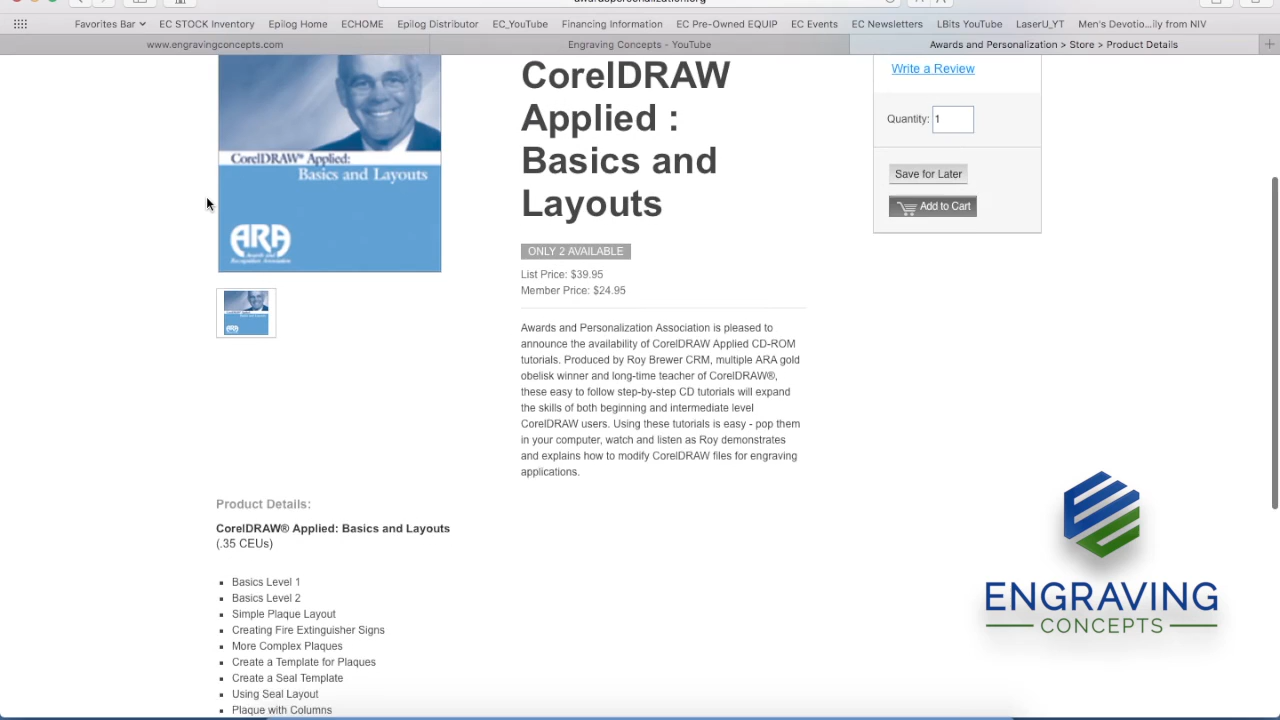 Favorites Bar EC STOCK Inventory Epilog Home ECHOME Epilog Distributor EC_YouTube Financing Information EC Pre-Owned EQUIP EC Events EC Newsletters LBits YouTube LaserU_YT Men's Devotio...ily from NIV
www.engravingconcepts.com Engraving Concepts - YouTube Awards and Personalization > Store > Product Details
CorelDRAW® Applied:
Basics and Layouts
ARA
CorelDRAW
Applied :
Basics and
Layouts
ONLY 2 AVAILABLE
List Price: $39.95
Member Price: $24.95
Awards and Personalization Association is pleased to
announce the availability of CorelDRAW Applied CD-ROM
tutorials. Produced by Roy Brewer CRM, multiple ARA gold
obelisk winner and long-time teacher of CorelDRAW®,
these easy to follow step-by-step CD tutorials will expand
the skills of both beginning and intermediate level
CorelDRAW users. Using these tutorials is easy - pop them
in your computer, watch and listen as Roy demonstrates
and explains how to modify CorelDRAW files for engraving
applications.
Write a Review
Quantity: 1
Save for Later
Add to Cart
Product Details:
CorelDRAW® Applied: Basics and Layouts
(.35 CEUs)
Basics Level 1
Basics Level 2
Simple Plaque Layout
Creating Fire Extinguisher Signs
More Complex Plaques
Create a Template for Plaques
Create a Seal Template
Using Seal Layout
Plaque with Columns
ENGRAVING
CONCEPTS